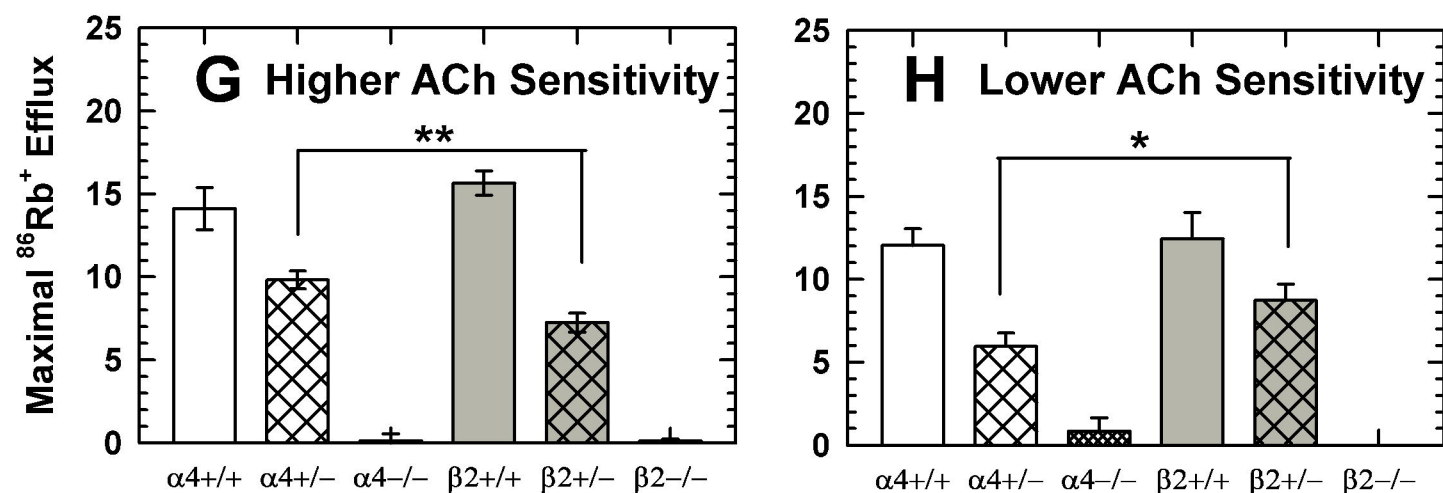 Maximal ⁸⁶Rb⁺ Efflux
25
20
15
10
5
0
G Higher ACh Sensitivity
**
α4+/+ α4+/− α4−/− β2+/+ β2+/− β2−/−
25
20
15
10
5
0
H Lower ACh Sensitivity
*
α4+/+ α4+/− α4−/− β2+/+ β2+/− β2−/−